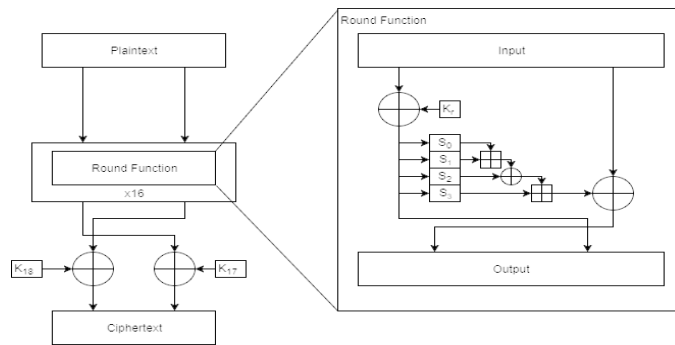 Round Function
Plaintext
Input
Kr
S0
S1
S2
S3
Round Function
x16
K18
K17
Output
Ciphertext